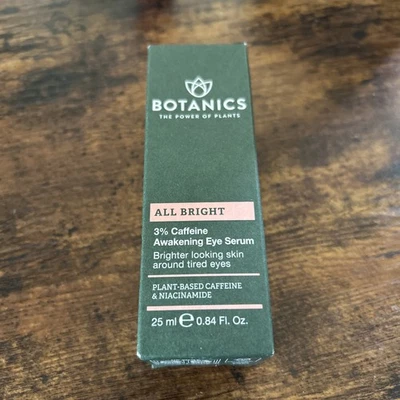 BOTANICS
THE POWER OF PLANTS
ALL BRIGHT
3% Caffeine
Awakening Eye Serum
Brighter looking skin
around tired eyes
PLANT-BASED CAFFEINE
& NIACINAMIDE
25 ml ℮ 0.84 Fl. Oz.